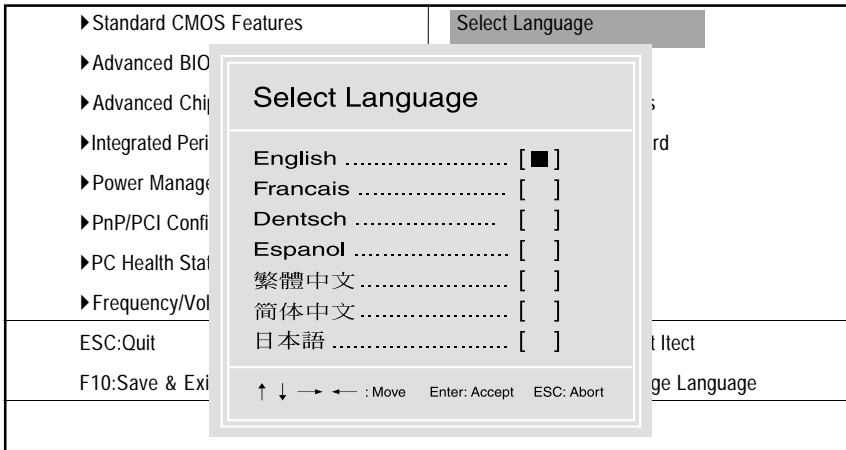 ▶Standard CMOS Features
Select Language
▶Advanced BIO
▶Advanced Chi
s
▶Integrated Peri
rd
▶Power Manage
▶PnP/PCI Confi
▶PC Health Stat
▶Frequency/Vol
Select Language
English ...................... [■]
Francais .................... [ ]
Dentsch ................... [ ]
Espanol ..................... [ ]
繁體中文.................... [ ]
简体中文.................... [ ]
日本語 ........................ [ ]
↑ ↓ → ← : Move Enter: Accept ESC: Abort
ESC:Quit
t Itect
F10:Save & Exi
ge Language